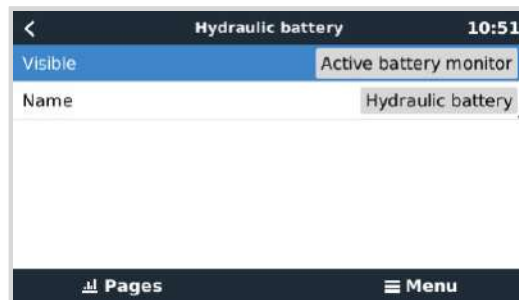 Hydraulic battery 10:51
Visible Active battery monitor
Name Hydraulic battery
Pages Menu